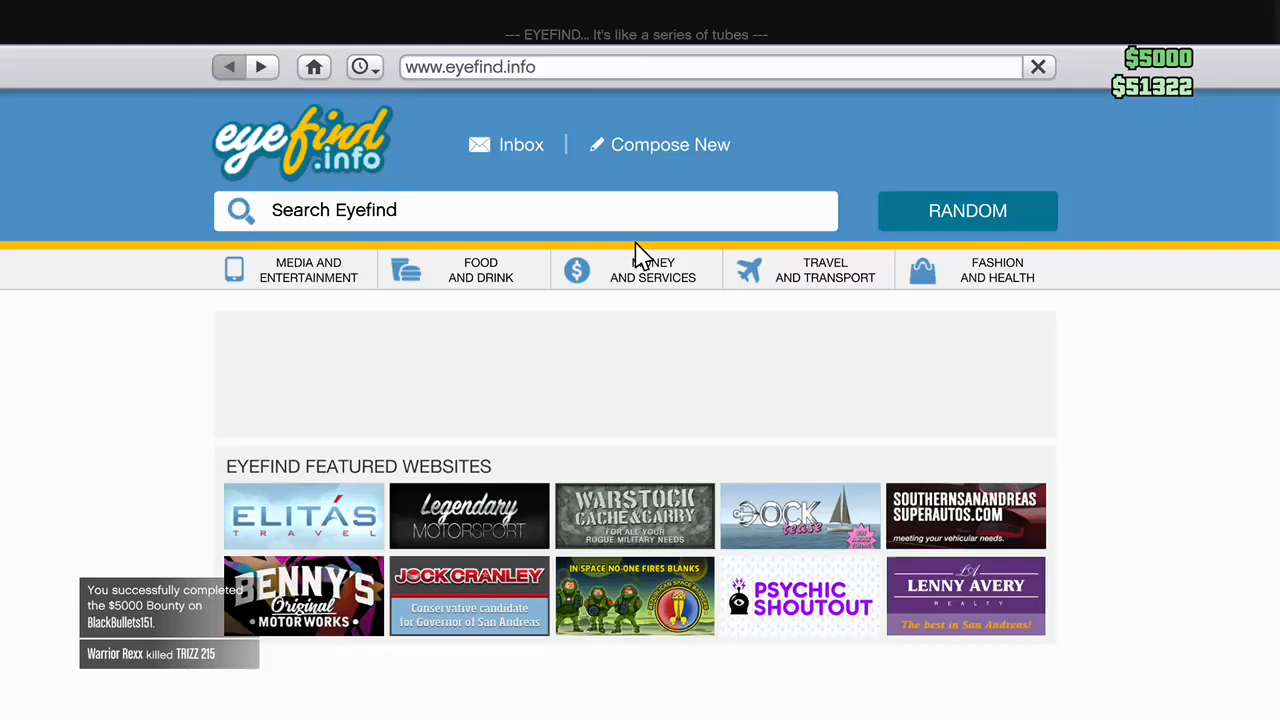 --- EYEFIND... It's like a series of tubes ---
www.eyefind.info
$5000
$51322
eyefind
.info
Inbox
Compose New
Search Eyefind
RANDOM
MEDIA AND
ENTERTAINMENT
FOOD
AND DRINK
MONEY
AND SERVICES
TRAVEL
AND TRANSPORT
FASHION
AND HEALTH
EYEFIND FEATURED WEBSITES
ELITÁS
TRAVEL
Legendary
MOTORSPORT
WARSTOCK
CACHE & CARRY
FOR ALL YOUR
ROGUE MILITARY NEEDS
DOCK
tease
SOUTHERNSANANDREAS
SUPERAUTOS.COM
meeting your vehicular needs.
BENNY'S
Original
MOTOR WORKS
JOCK CRANLEY
Conservative candidate
for Governor of San Andreas
IN SPACE NO-ONE FIRES BLANKS
REPUBLICAN SPACE RANGERS
PSYCHIC
SHOUTOUT
LA
LENNY AVERY
REALTY
The best in San Andreas!
You successfully completed
the $5000 Bounty on
BlackBullets151.
Warrior Rexx killed TRIZZ 215